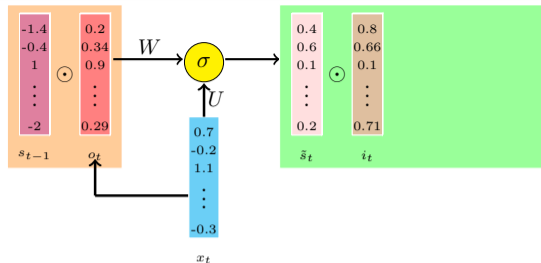 -1.4 0.2 W σ 0.4 0.8
-0.4 0.34 0.6 0.66
1 ⊙ 0.9 0.1 ⊙ 0.1
⋮ ⋮ U ⋮ ⋮
-2 0.29 0.2 0.71
s_{t−1} o_t s̃_t i_t
0.7
-0.2
1.1
⋮
-0.3
x_t